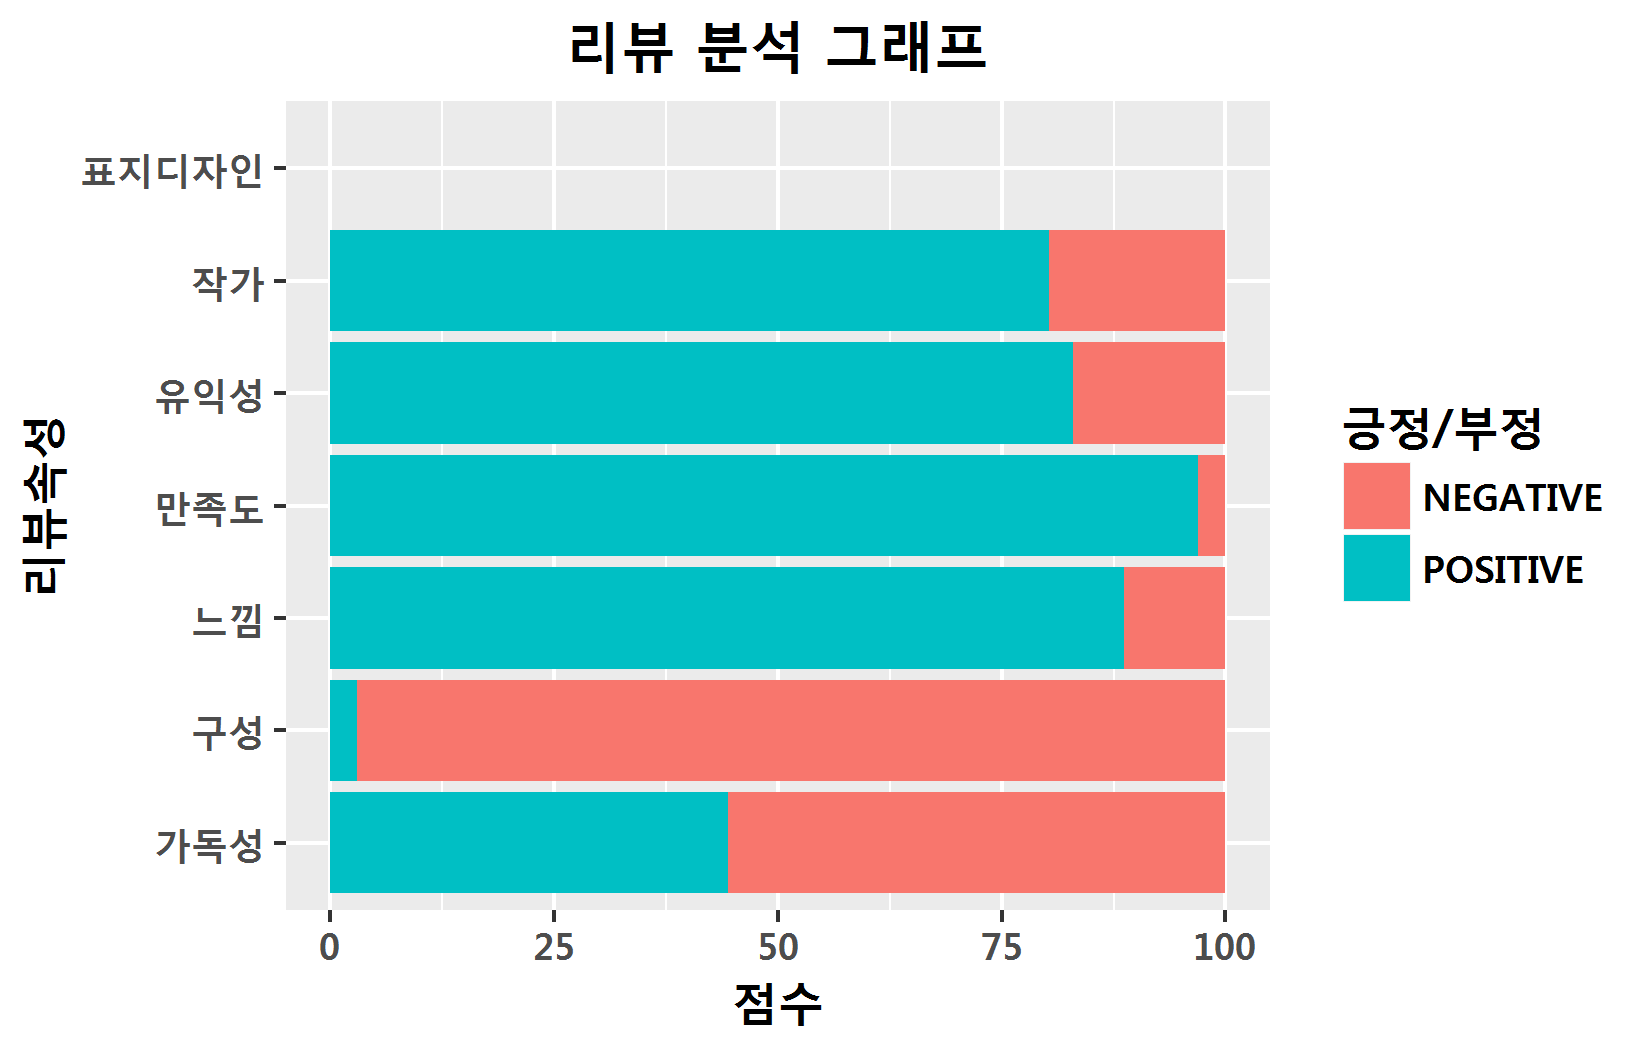 리뷰 분석 그래프
리뷰속성
표지디자인
작가
유익성
만족도
느낌
구성
가독성
0 25 50 75 100
점수
긍정/부정
NEGATIVE
POSITIVE